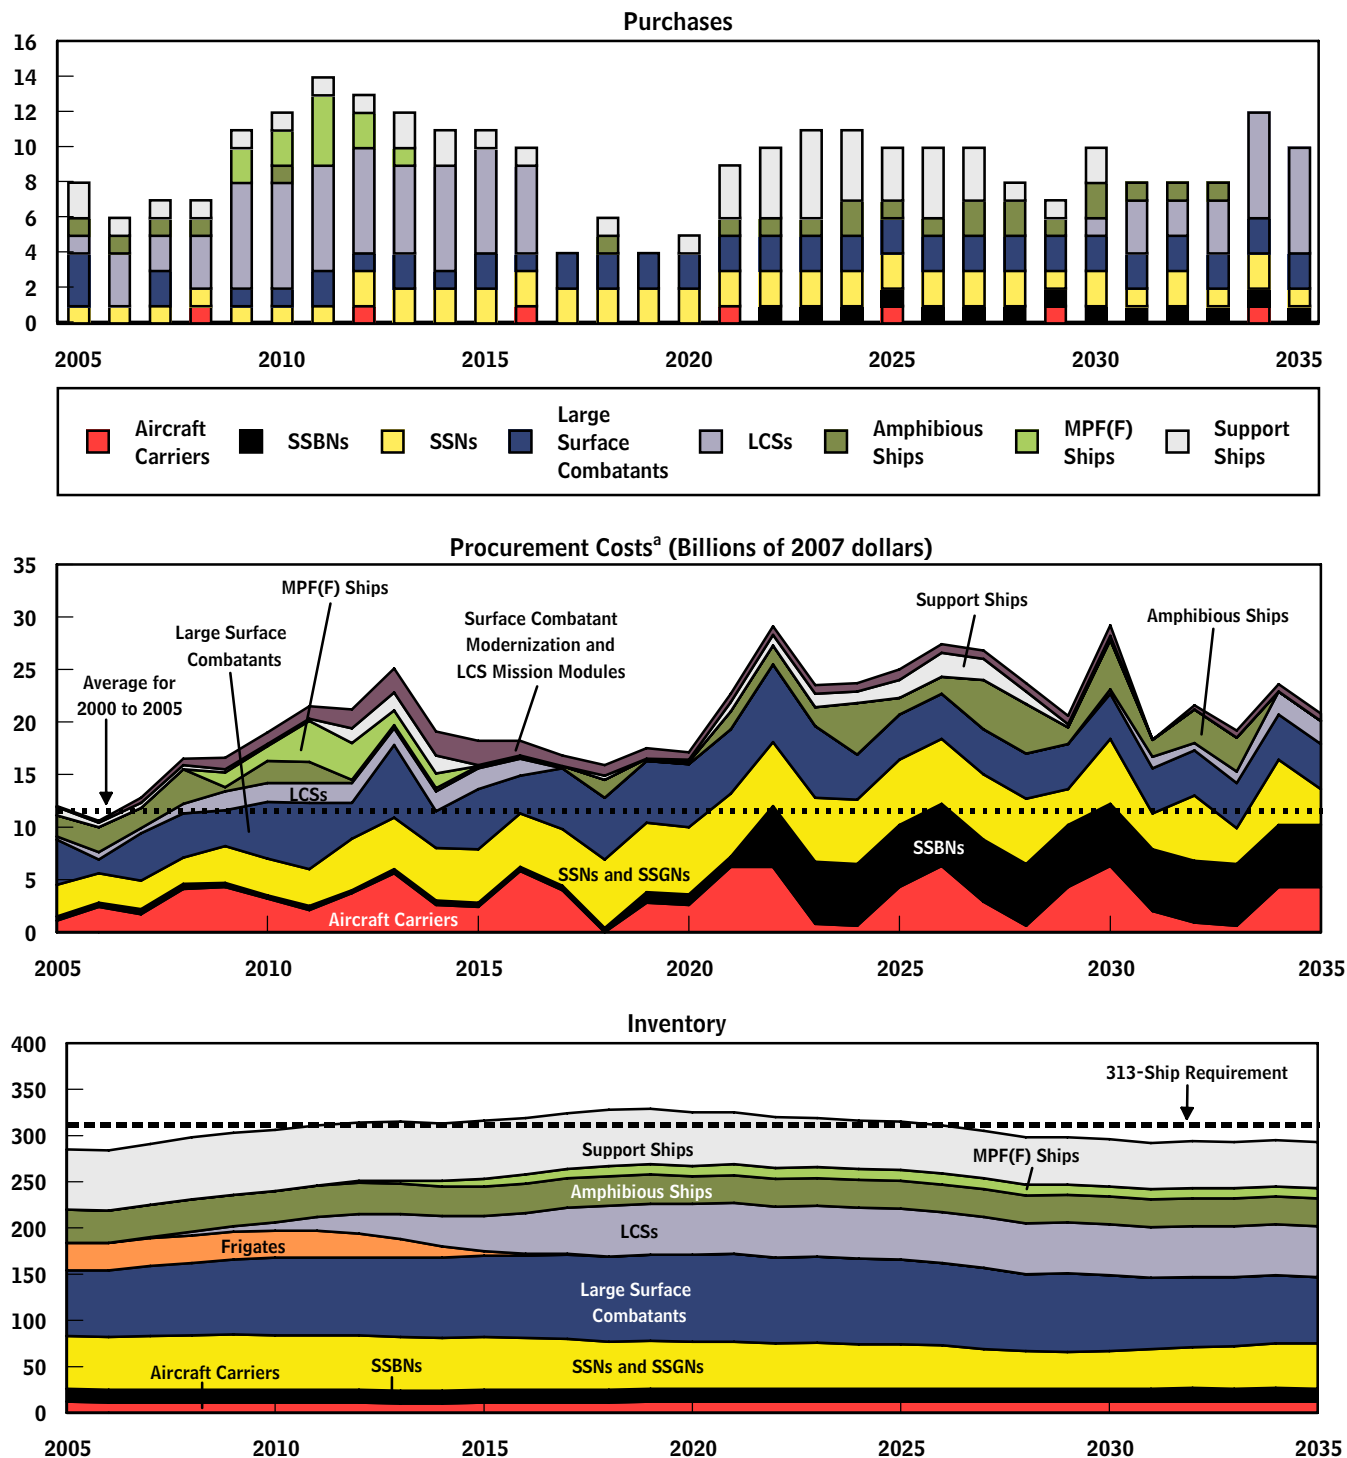 Purchases
16
14
12
10
8
6
4
2
0
2005 2010 2015 2020 2025 2030 2035
Aircraft Carriers
SSBNs
SSNs
Large Surface Combatants
LCSs
Amphibious Ships
MPF(F) Ships
Support Ships
Procurement Costsᵃ (Billions of 2007 dollars)
35
30
25
20
15
10
5
0
MPF(F) Ships
Large Surface
Combatants
Average for
2000 to 2005
Surface Combatant
Modernization and
LCS Mission Modules
Support Ships
Amphibious Ships
LCSs
SSNs and SSGNs
SSBNs
Aircraft Carriers
2005 2010 2015 2020 2025 2030 2035
Inventory
400
350
300
250
200
150
100
50
0
313-Ship Requirement
Support Ships
MPF(F) Ships
Amphibious Ships
LCSs
Frigates
Large Surface
Combatants
Aircraft Carriers
SSBNs
SSNs and SSGNs
2005 2010 2015 2020 2025 2030 2035